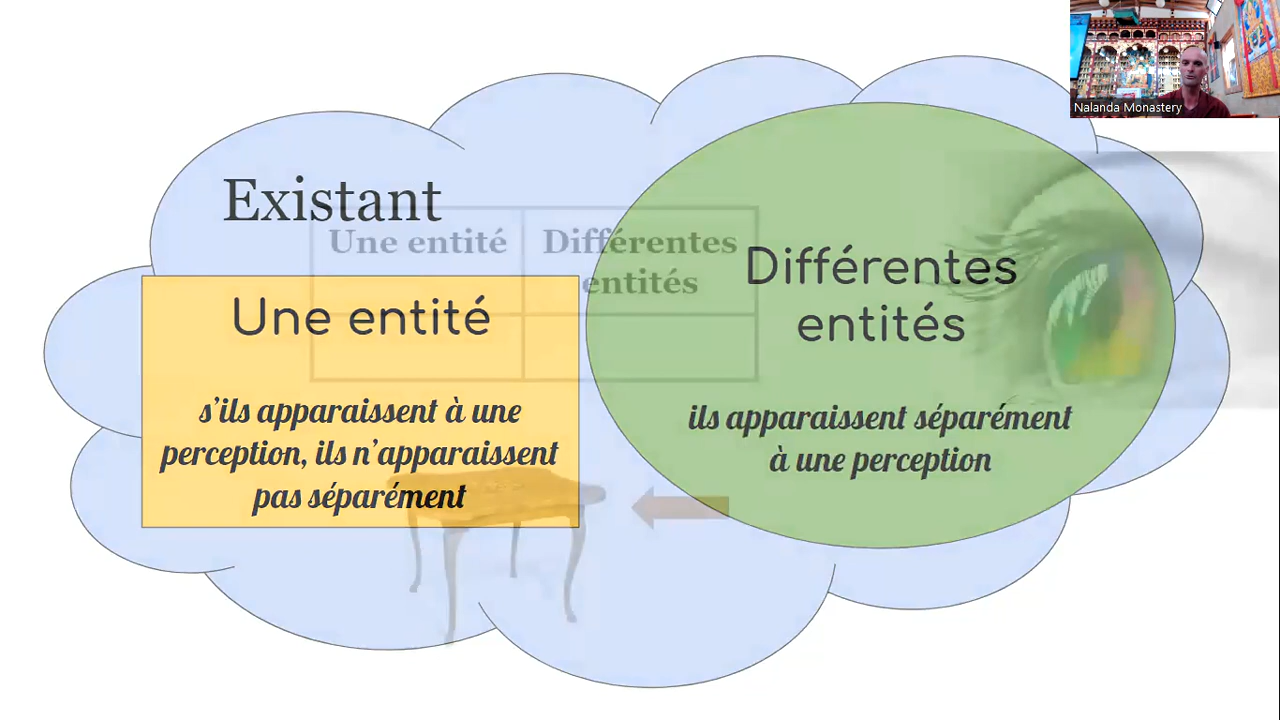 Nalanda Monastery
Existant
Une entité
Différentes
entités
Une entité
s'ils apparaissent à une
perception, ils n'apparaissent
pas séparément
Différentes
entités
ils apparaissent séparément
à une perception